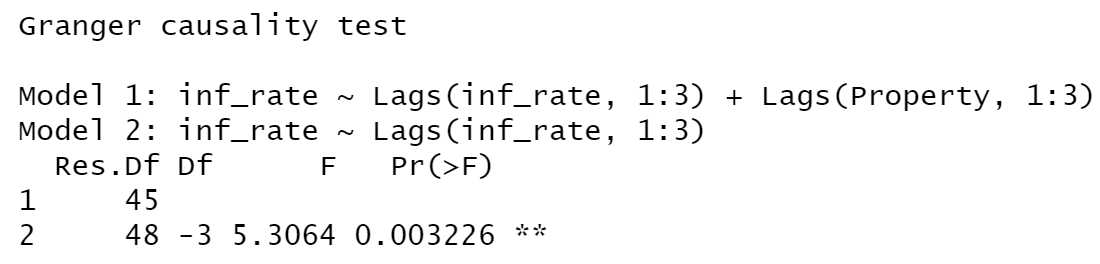 Granger causality test
Model 1: inf_rate ~ Lags(inf_rate, 1:3) + Lags(Property, 1:3)
Model 2: inf_rate ~ Lags(inf_rate, 1:3)
  Res.Df Df      F   Pr(>F)
1     45
2     48 -3 5.3064 0.003226 **